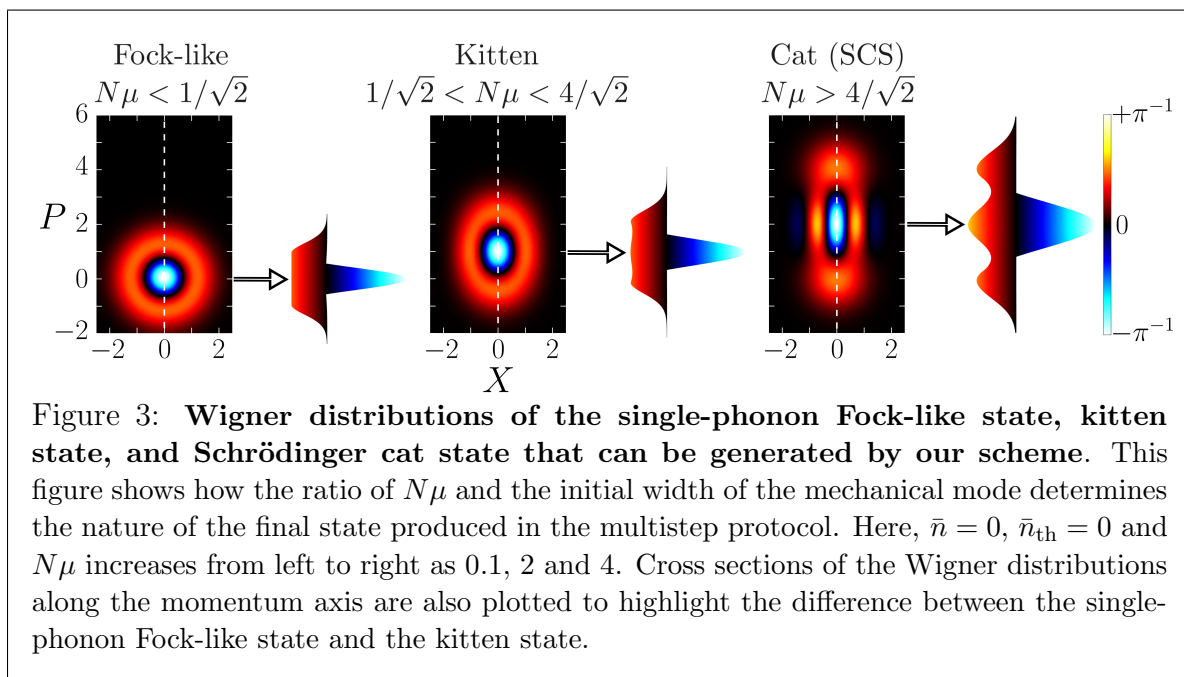 Fock-like
Nμ < 1/√2
Kitten
1/√2 < Nμ < 4/√2
Cat (SCS)
Nμ > 4/√2
6
4
2
0
−2
P
−2 0 2
−2 0 2
−2 0 2
X
+π⁻¹
0
−π⁻¹
Figure 3: Wigner distributions of the single-phonon Fock-like state, kitten
state, and Schrödinger cat state that can be generated by our scheme. This
figure shows how the ratio of Nμ and the initial width of the mechanical mode determines
the nature of the final state produced in the multistep protocol. Here, n̄ = 0, n̄th = 0 and
Nμ increases from left to right as 0.1, 2 and 4. Cross sections of the Wigner distributions
along the momentum axis are also plotted to highlight the difference between the single-
phonon Fock-like state and the kitten state.